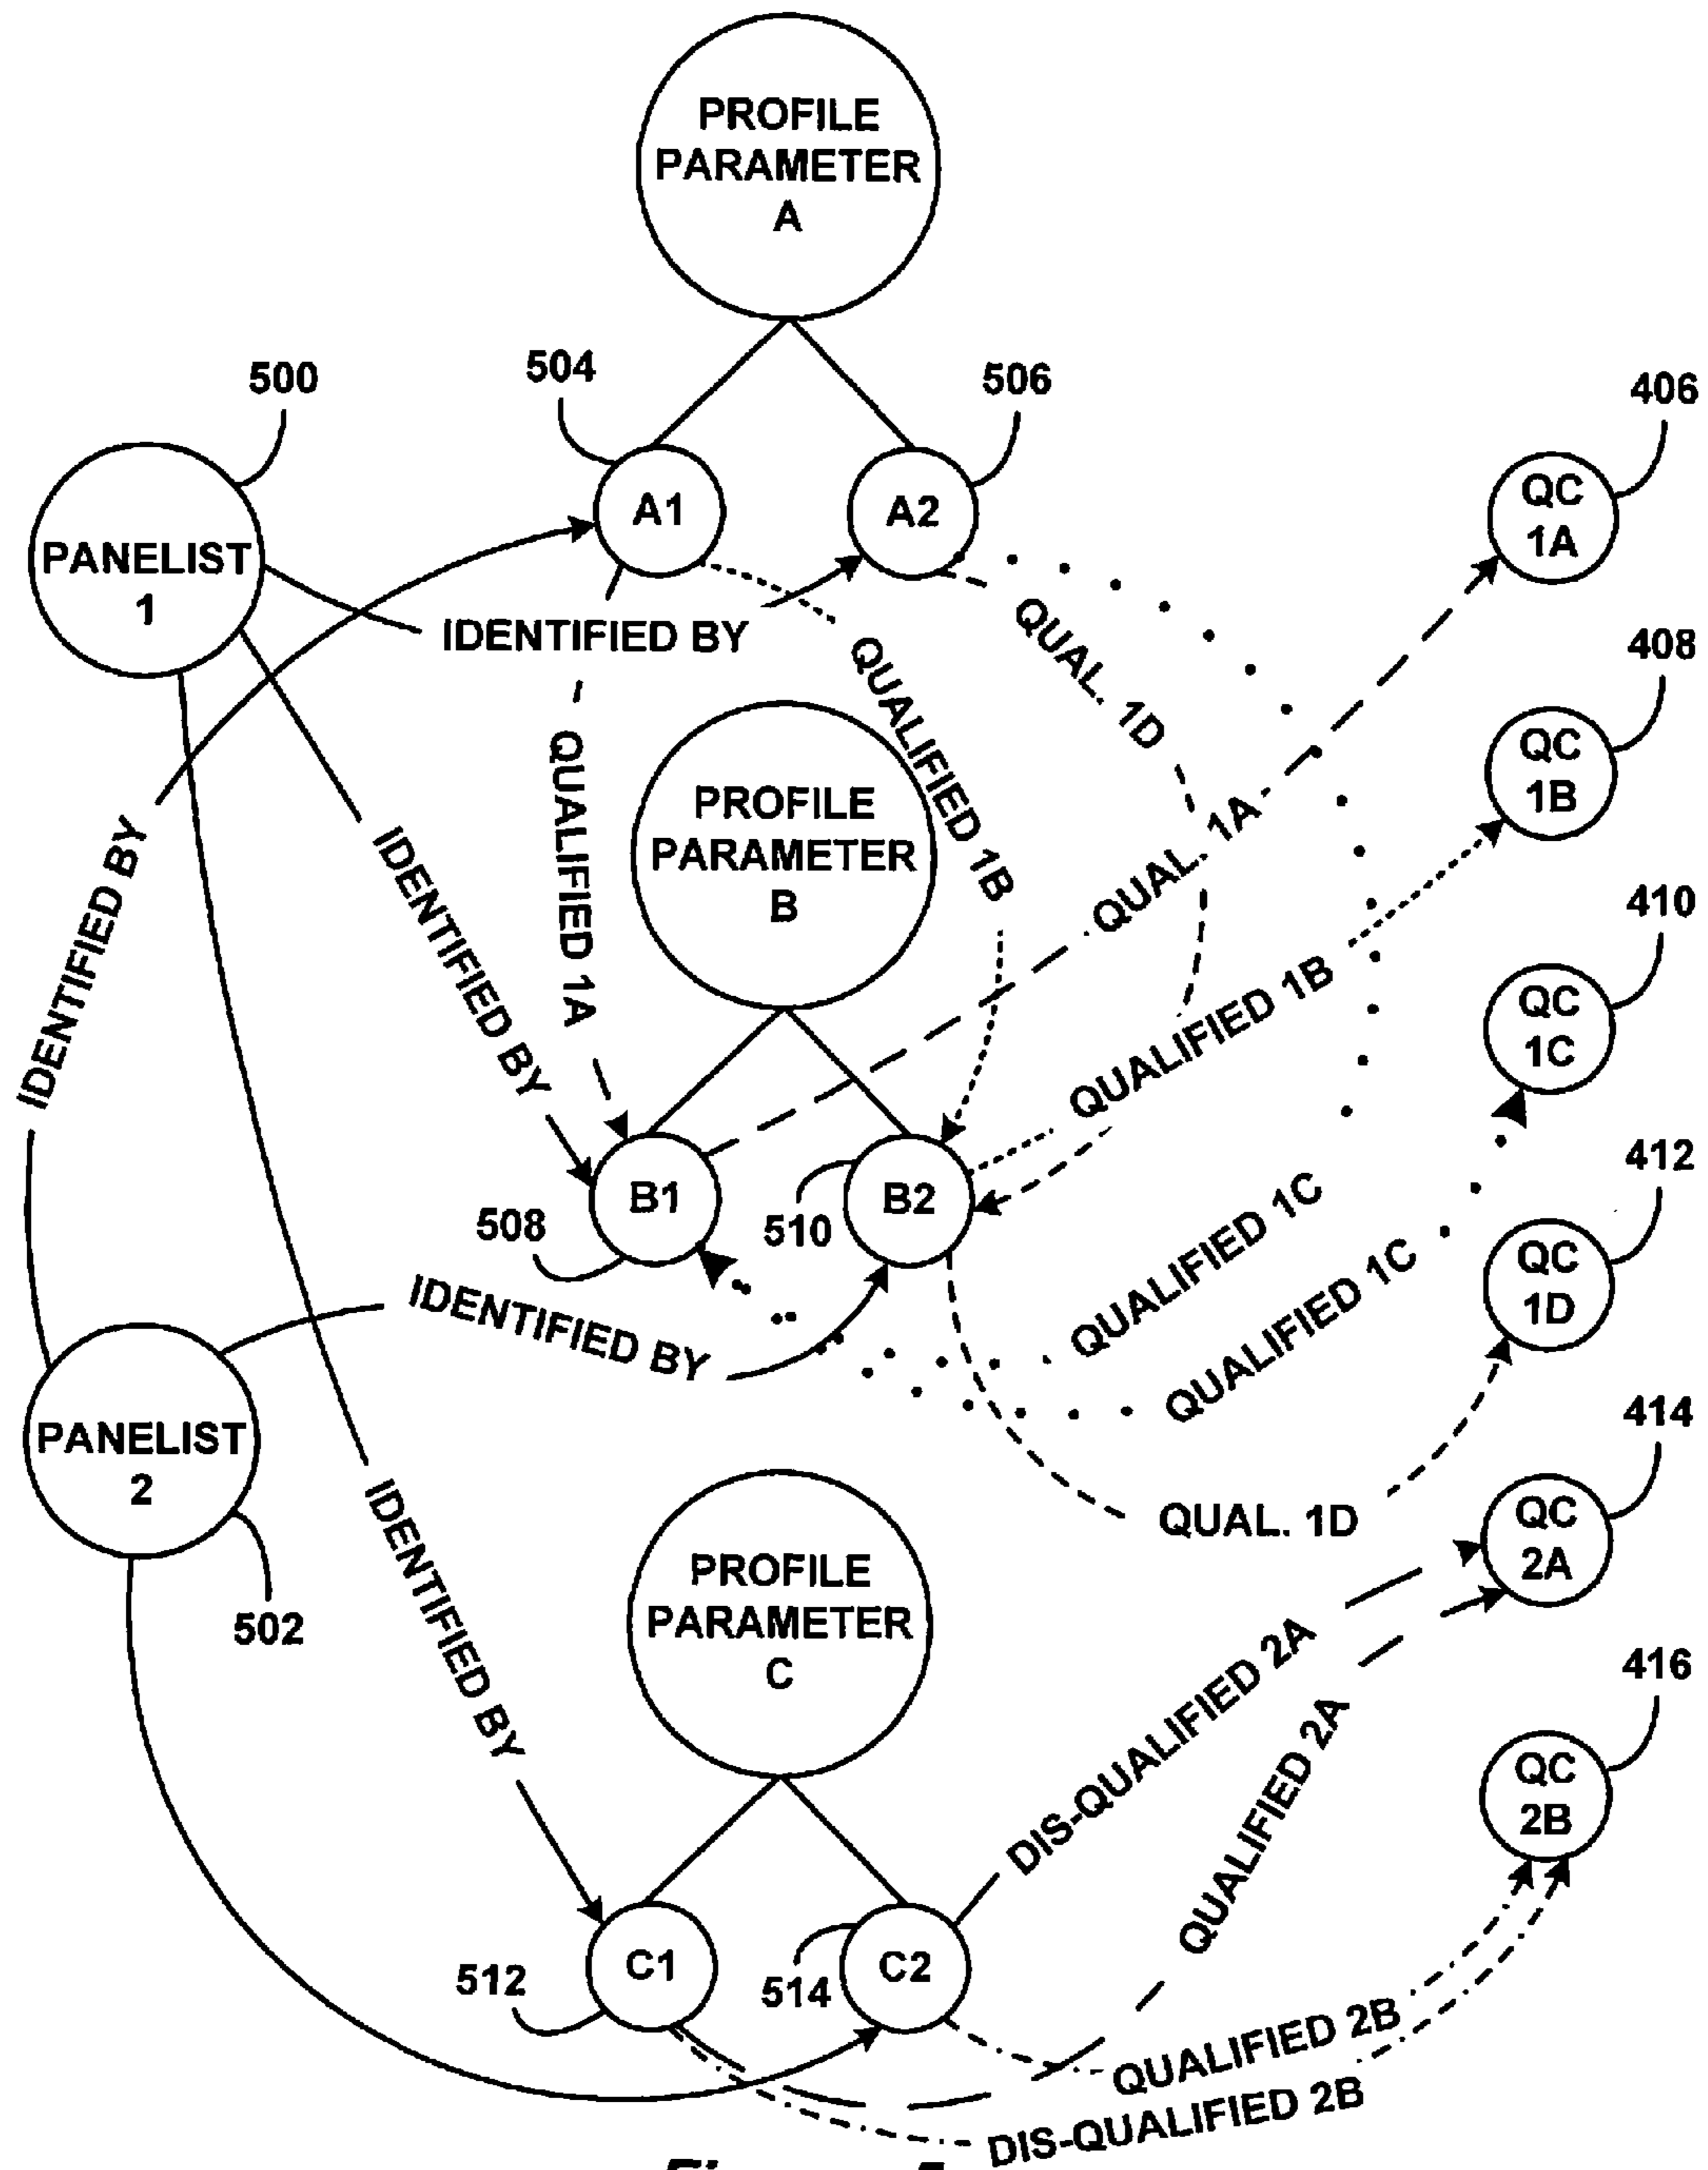 PROFILE
PARAMETER
A
500
504
506
406
A1
A2
QC
1A
PANELIST
1
IDENTIFIED BY
QUAL. 1D
408
QUALIFIED 1B
QUALIFIED 1A
PROFILE
PARAMETER
B
QC
1B
QUAL. 1A
IDENTIFIED BY
IDENTIFIED BY
410
QUALIFIED 1B
QC
1C
412
B1
B2
508
510
QUALIFIED 1C
QUALIFIED 1C
QC
1D
IDENTIFIED BY
414
PANELIST
2
502
IDENTIFIED BY
QUAL. 1D
QC
2A
PROFILE
PARAMETER
C
DIS-QUALIFIED 2A
QUALIFIED 2A
416
QC
2B
C1
C2
512
514
QUALIFIED 2B
DIS-QUALIFIED 2B